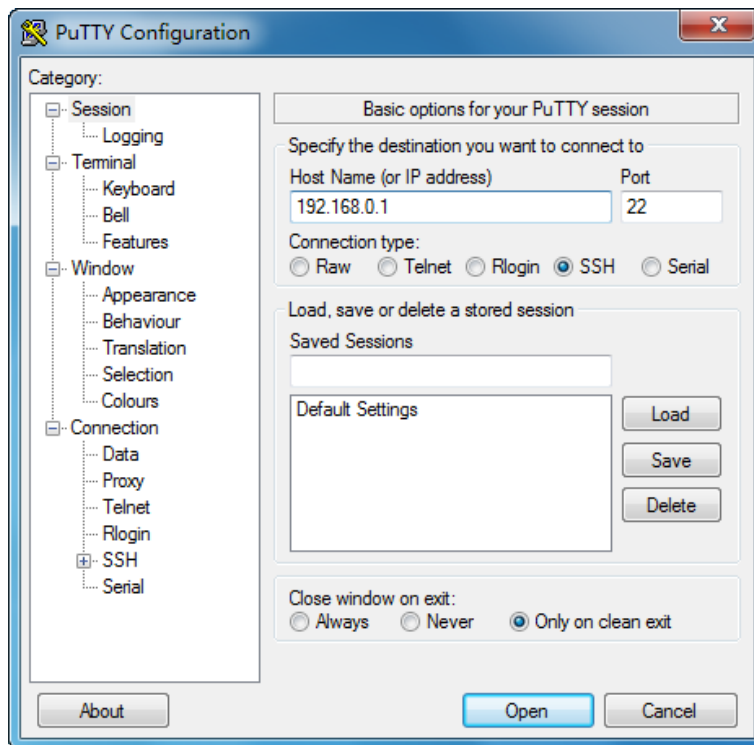 PuTTY Configuration
X
Category:
Session
Logging
Terminal
Keyboard
Bell
Features
Window
Appearance
Behaviour
Translation
Selection
Colours
Connection
Data
Proxy
Telnet
Rlogin
SSH
Serial
Basic options for your PuTTY session
Specify the destination you want to connect to
Host Name (or IP address) Port
192.168.0.1 22
Connection type:
Raw Telnet Rlogin SSH Serial
Load, save or delete a stored session
Saved Sessions
Default Settings
Load
Save
Delete
Close window on exit:
Always Never Only on clean exit
About Open Cancel